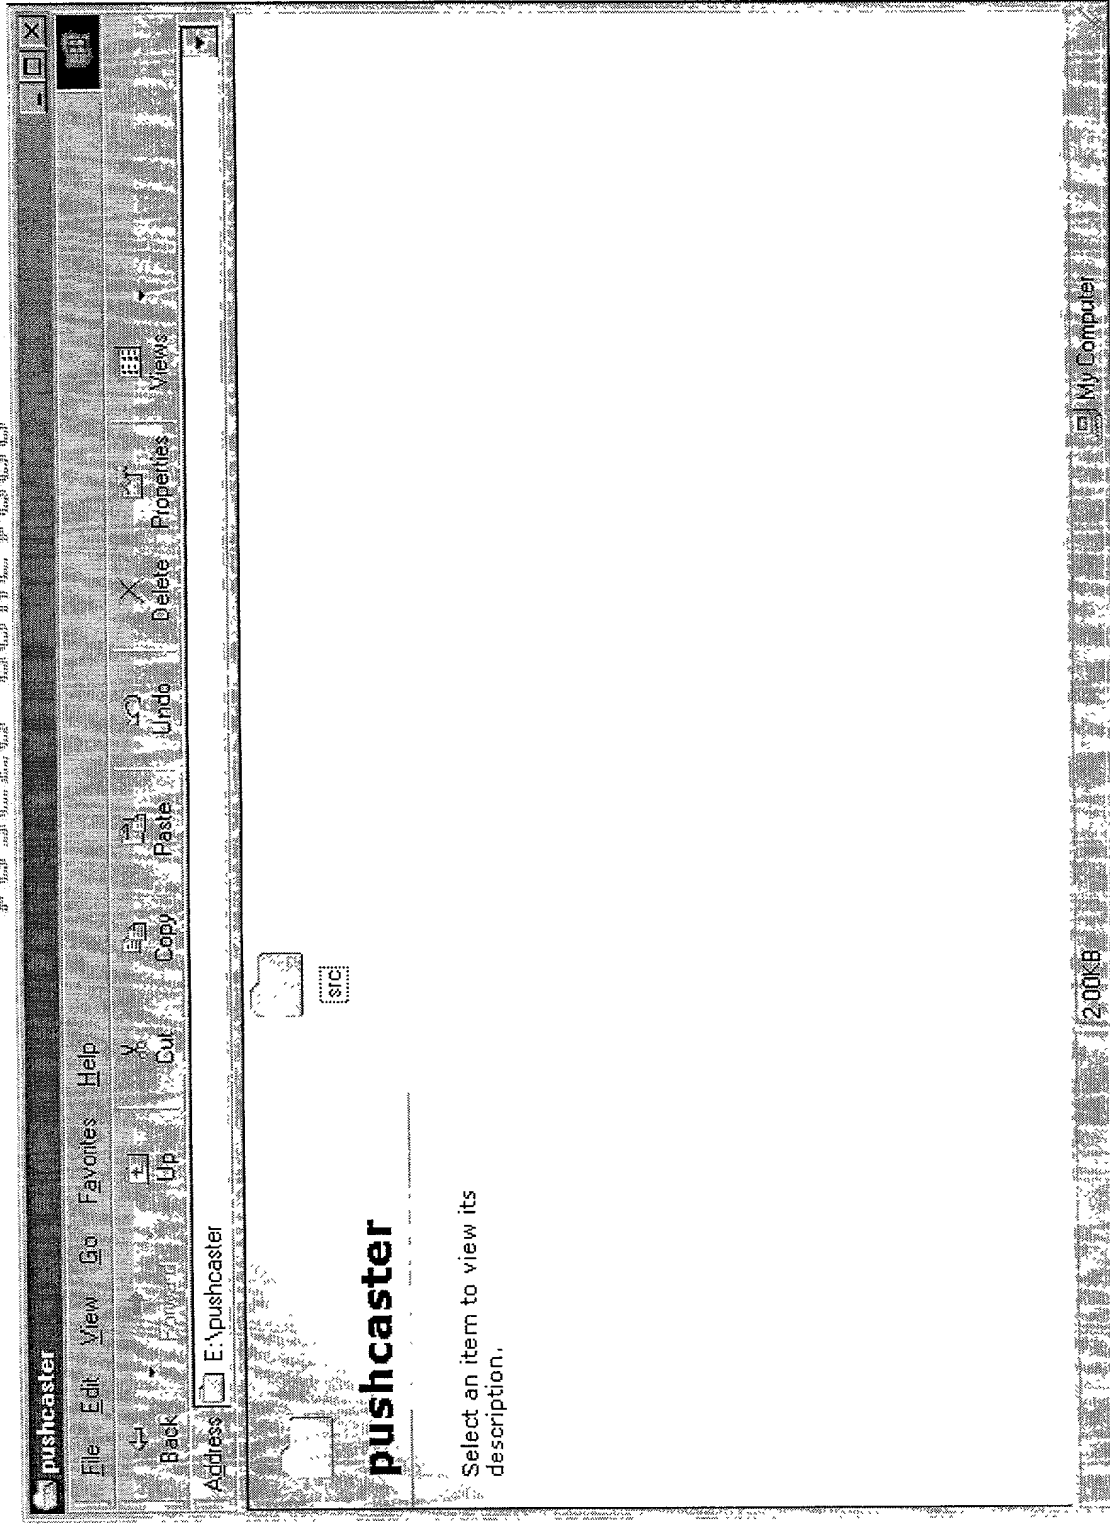 pushcaster
File Edit View Go Favorites Help
Back Forward Up Cut Copy Paste Undo Delete Properties Views
Address E:\pushcaster
pushcaster
Select an item to view its
description.
src
2.00KB My Computer